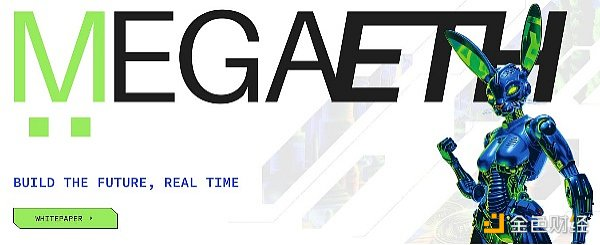 MEGAETH
BUILD THE FUTURE, REAL TIME
WHITEPAPER
金色财经